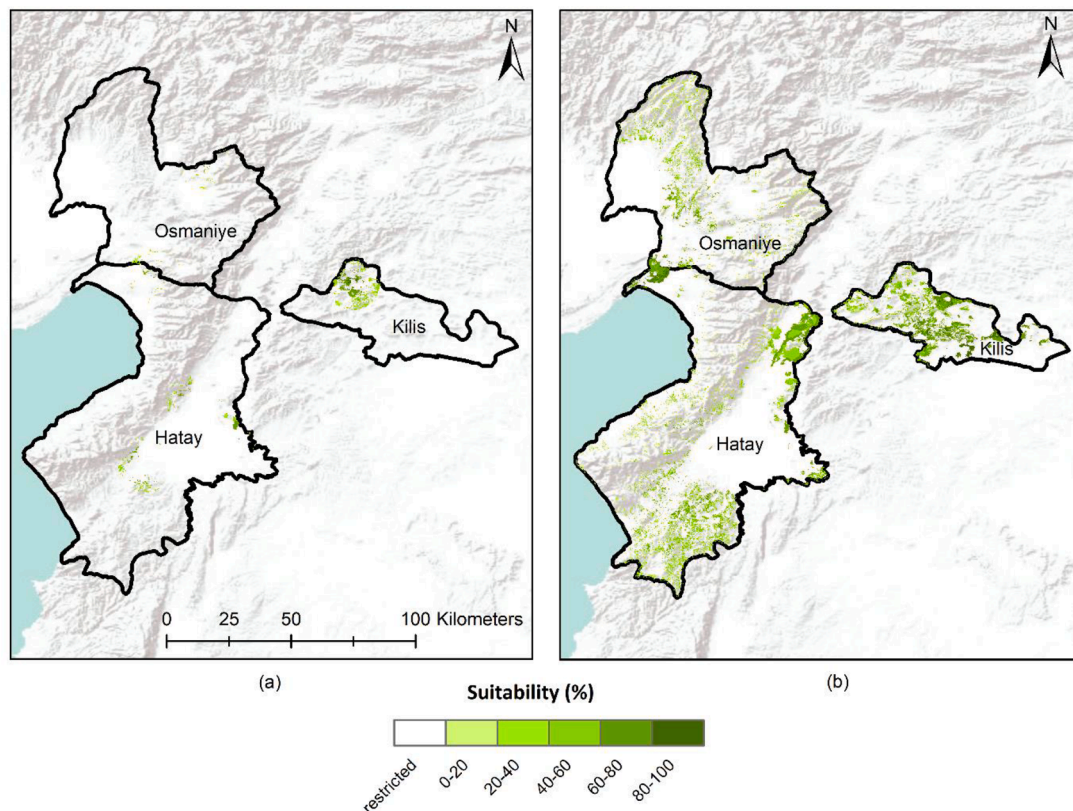 N
N
Osmaniye
Osmaniye
Kilis
Kilis
Hatay
Hatay
0 25 50 100 Kilometers
(a)
(b)
Suitability (%)
restricted
0-20
20-40
40-60
60-80
80-100